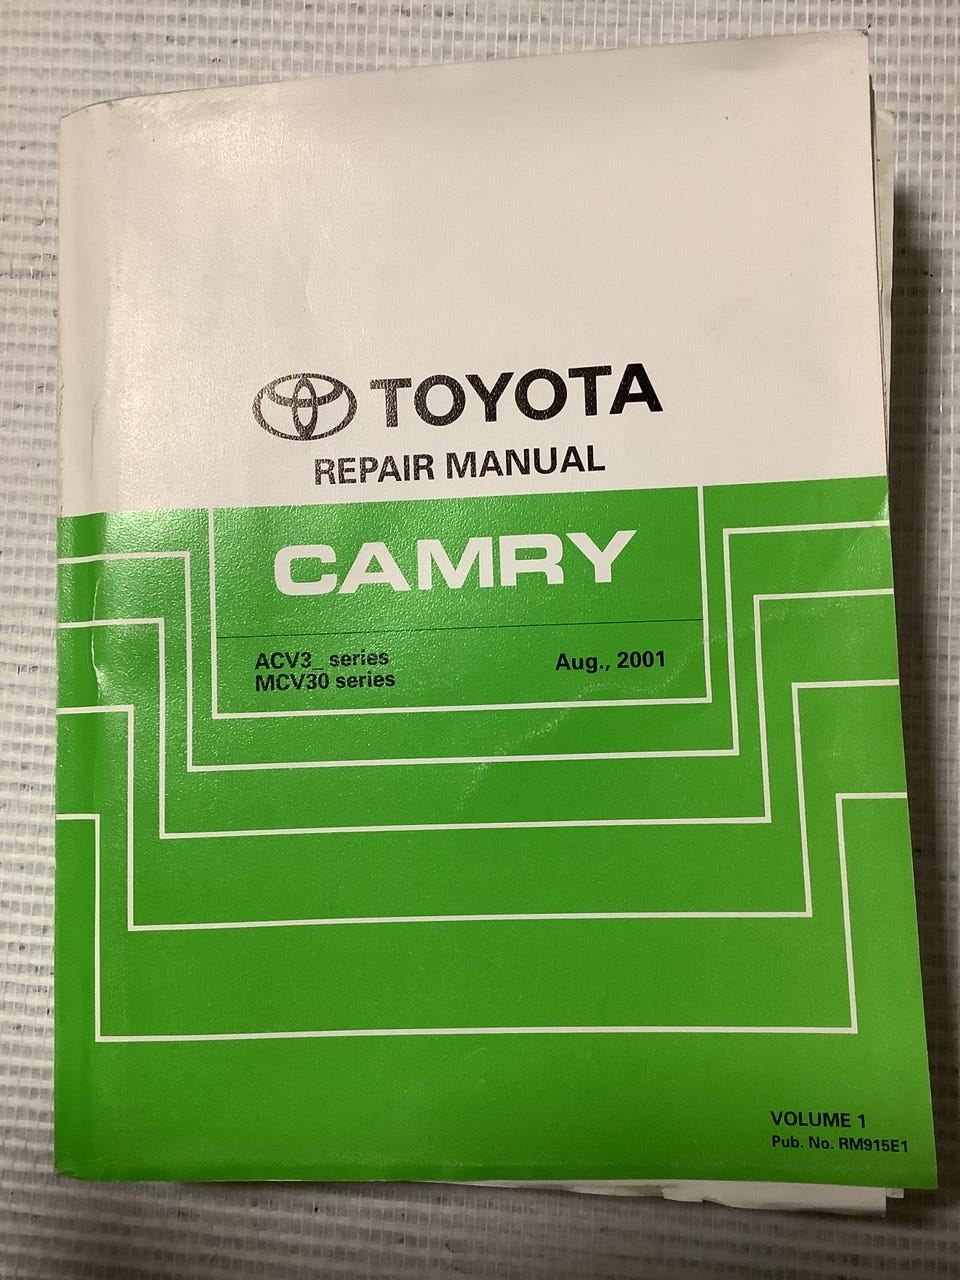 TOYOTA
REPAIR MANUAL
CAMRY
ACV3_ series
MCV30 series
Aug., 2001
VOLUME 1
Pub. No. RM915E1